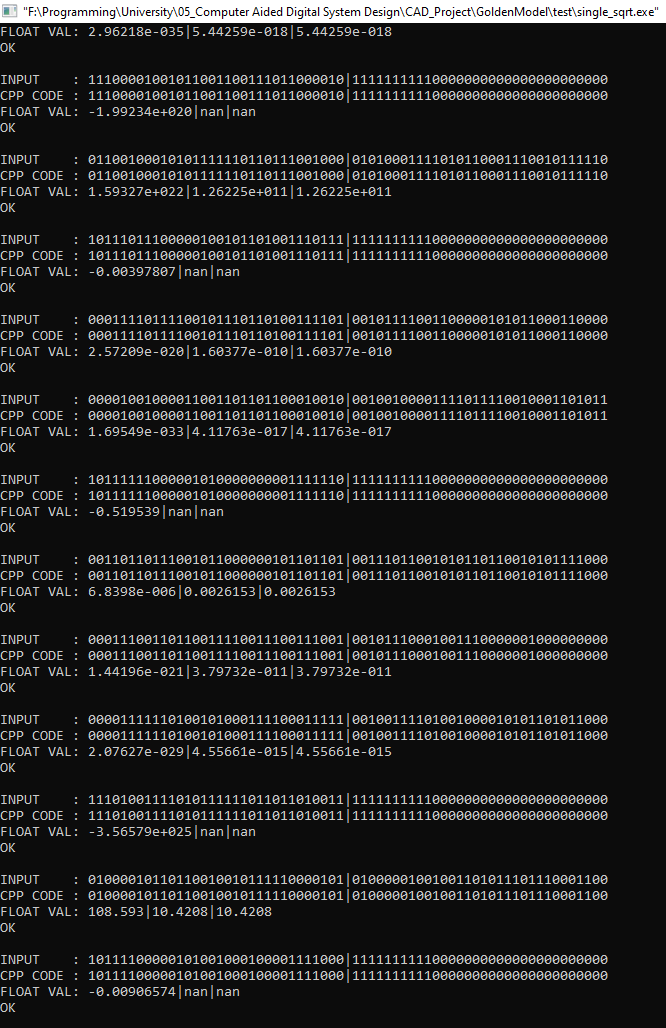 "F:\Programming\University\05_Computer Aided Digital System Design\CAD_Project\GoldenModel\test\single_sqrt.exe"
FLOAT VAL: 2.96218e-035|5.44259e-018|5.44259e-018
OK
INPUT    : 11100001001011001100111011000010|11111111110000000000000000000000
CPP CODE : 11100001001011001100111011000010|11111111110000000000000000000000
FLOAT VAL: -1.99234e+020|nan|nan
OK
INPUT    : 01100100010101111110110111001000|01010001111010110001110010111110
CPP CODE : 01100100010101111110110111001000|01010001111010110001110010111110
FLOAT VAL: 1.59327e+022|1.26225e+011|1.26225e+011
OK
INPUT    : 10111011100000100101101001110111|11111111110000000000000000000000
CPP CODE : 10111011100000100101101001110111|11111111110000000000000000000000
FLOAT VAL: -0.00397807|nan|nan
OK
INPUT    : 00011110111100101110110100111101|00101111001100000101011000110000
CPP CODE : 00011110111100101110110100111101|00101111001100000101011000110000
FLOAT VAL: 2.57209e-020|1.60377e-010|1.60377e-010
OK
INPUT    : 00001001000011001101101100010010|00100100001111011110010001101011
CPP CODE : 00001001000011001101101100010010|00100100001111011110010001101011
FLOAT VAL: 1.69549e-033|4.11763e-017|4.11763e-017
OK
INPUT    : 10111111000001010000000001111110|11111111110000000000000000000000
CPP CODE : 10111111000001010000000001111110|11111111110000000000000000000000
FLOAT VAL: -0.519539|nan|nan
OK
INPUT    : 00110110111001011000000101101101|00111011001010110110010101111000
CPP CODE : 00110110111001011000000101101101|00111011001010110110010101111000
FLOAT VAL: 6.8398e-006|0.0026153|0.0026153
OK
INPUT    : 00011100110110011110011100111001|00101110001001110000001000000000
CPP CODE : 00011100110110011110011100111001|00101110001001110000001000000000
FLOAT VAL: 1.44196e-021|3.79732e-011|3.79732e-011
OK
INPUT    : 00001111110100101000111100011111|00100111101001000010101101011000
CPP CODE : 00001111110100101000111100011111|00100111101001000010101101011000
FLOAT VAL: 2.07627e-029|4.55661e-015|4.55661e-015
OK
INPUT    : 11101001111010111111011011010011|11111111110000000000000000000000
CPP CODE : 11101001111010111111011011010011|11111111110000000000000000000000
FLOAT VAL: -3.56579e+025|nan|nan
OK
INPUT    : 01000010110110010010111110000101|01000001001001101011101110001100
CPP CODE : 01000010110110010010111110000101|01000001001001101011101110001100
FLOAT VAL: 108.593|10.4208|10.4208
OK
INPUT    : 10111100000101001000100001111000|11111111110000000000000000000000
CPP CODE : 10111100000101001000100001111000|11111111110000000000000000000000
FLOAT VAL: -0.00906574|nan|nan
OK